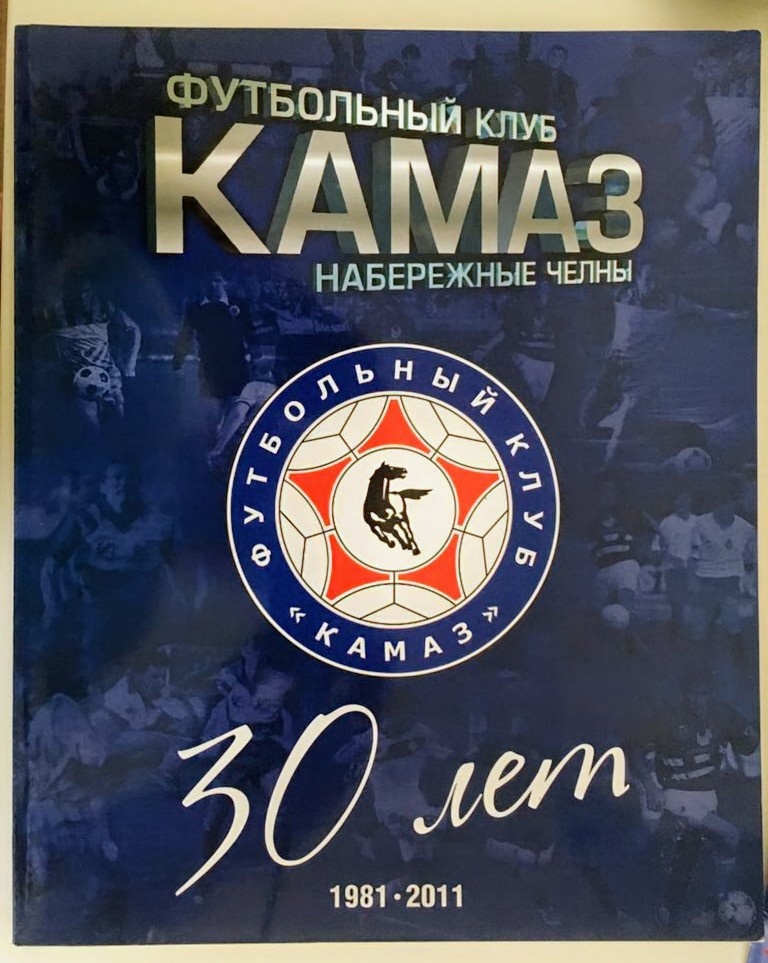 ФУТБОЛЬНЫЙ КЛУБ
КАМАЗ
НАБЕРЕЖНЫЕ ЧЕЛНЫ
ФУТБОЛЬНЫЙ КЛУБ
«КАМАЗ»
30 лет
1981·2011